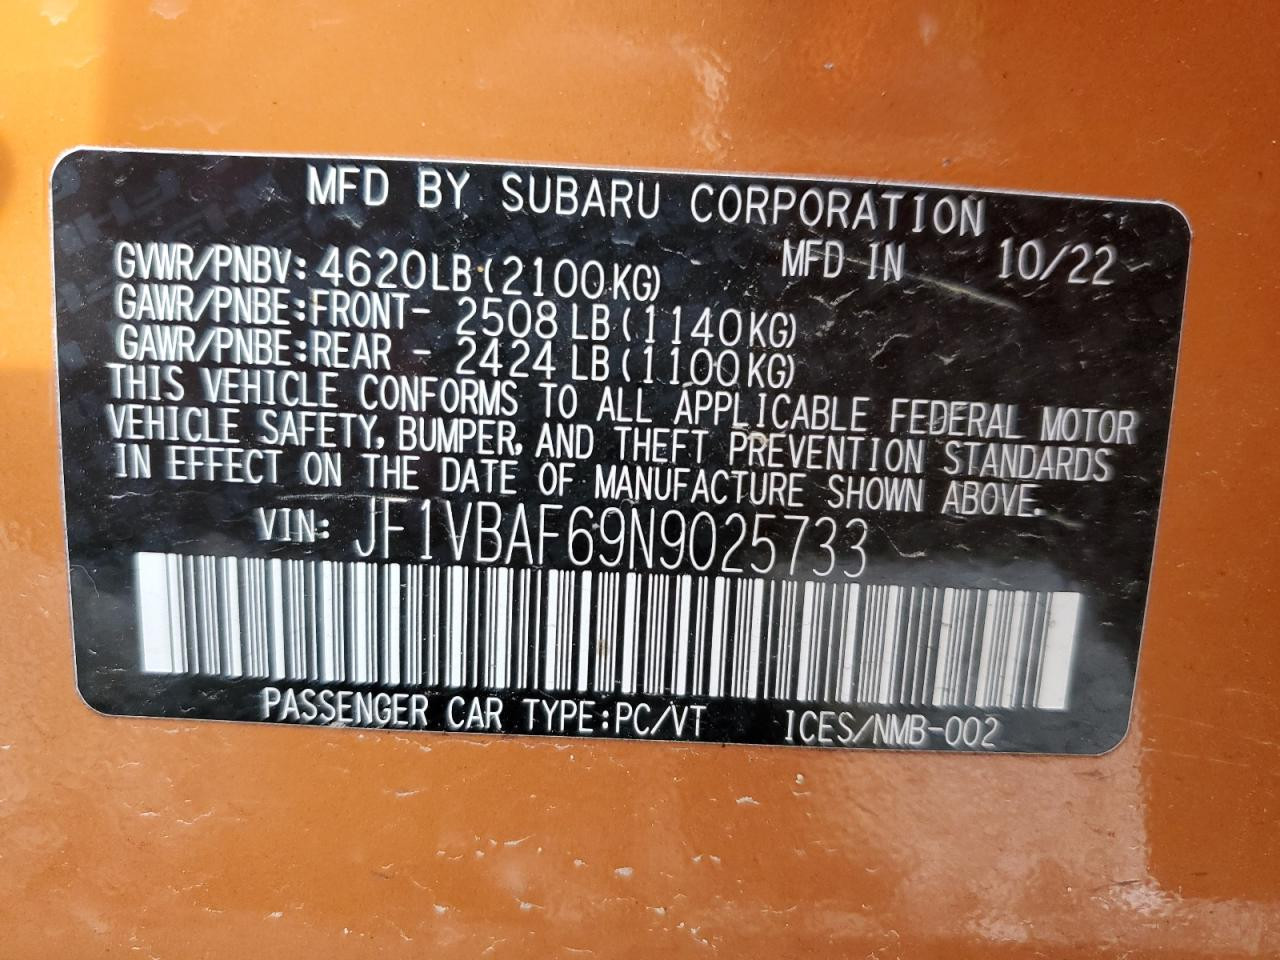 MFD BY SUBARU CORPORATION
GVWR/PNBV: 4620LB (2100KG) MFD IN 10/22
GAWR/PNBE:FRONT- 2508 LB (1140KG)
GAWR/PNBE:REAR - 2424 LB (1100KG)
THIS VEHICLE CONFORMS TO ALL APPLICABLE FEDERAL MOTOR
VEHICLE SAFETY, BUMPER, AND THEFT PREVENTION STANDARDS
IN EFFECT ON THE DATE OF MANUFACTURE SHOWN ABOVE.
VIN: JF1VBAF69N9025733
PASSENGER CAR TYPE:PC/VT ICES/NMB-002